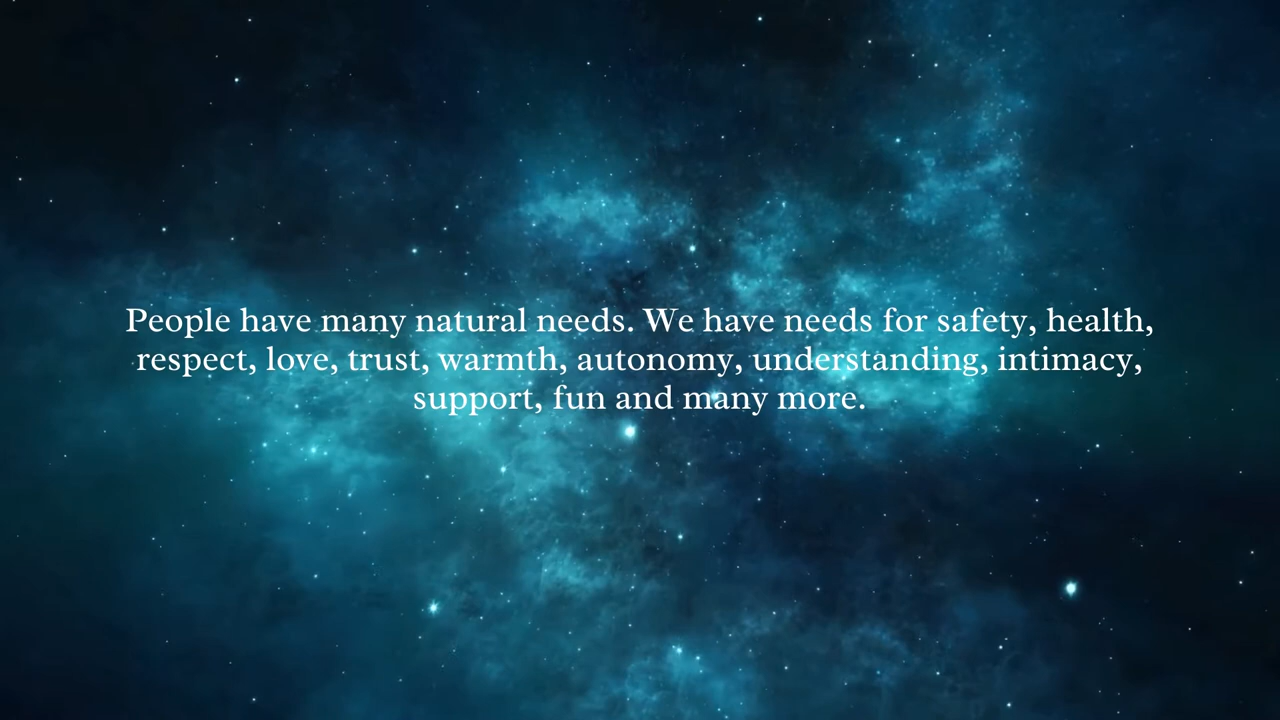 People have many natural needs. We have needs for safety, health,
respect, love, trust, warmth, autonomy, understanding, intimacy,
support, fun and many more.